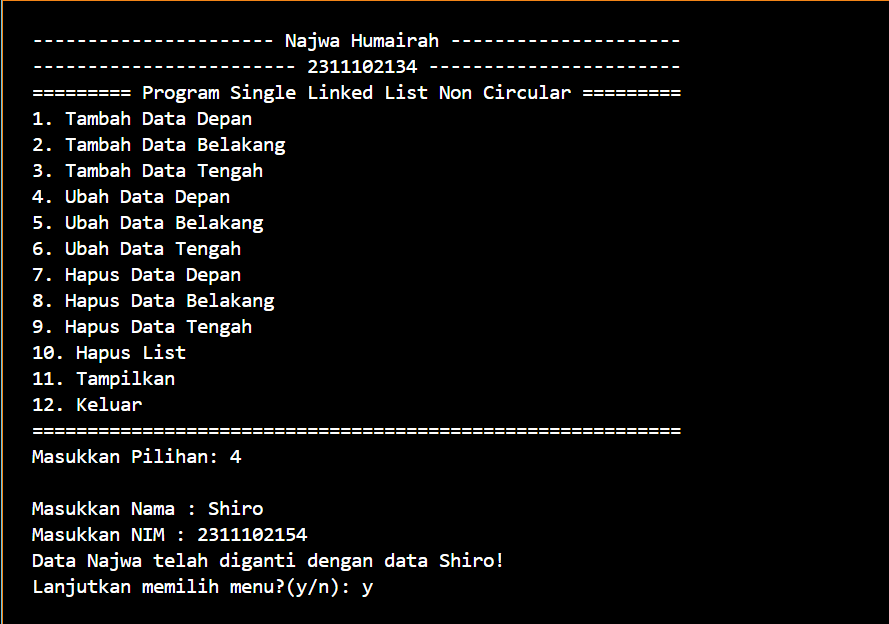 ---------------------- Najwa Humairah ---------------------
------------------------ 2311102134 -----------------------
========= Program Single Linked List Non Circular =========
1. Tambah Data Depan
2. Tambah Data Belakang
3. Tambah Data Tengah
4. Ubah Data Depan
5. Ubah Data Belakang
6. Ubah Data Tengah
7. Hapus Data Depan
8. Hapus Data Belakang
9. Hapus Data Tengah
10. Hapus List
11. Tampilkan
12. Keluar
===========================================================
Masukkan Pilihan: 4
Masukkan Nama : Shiro
Masukkan NIM : 2311102154
Data Najwa telah diganti dengan data Shiro!
Lanjutkan memilih menu?(y/n): y